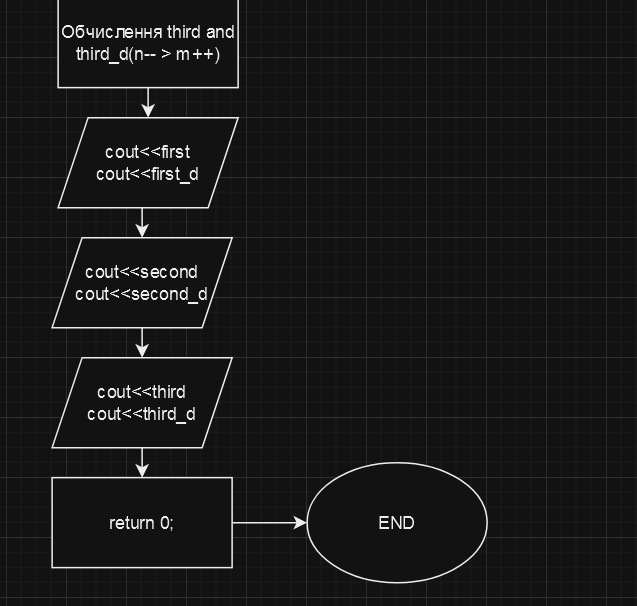 Обчислення third and
third_d(n-- > m++)
cout<<first
cout<<first_d
cout<<second
cout<<second_d
cout<<third
cout<<third_d
return 0;
END